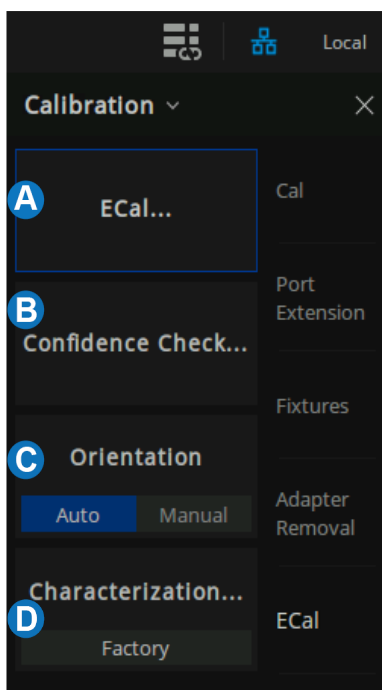 Local
Calibration
A
ECal...
Cal
B
Confidence Check...
Port
Extension
C
Orientation
Auto Manual
Fixtures
Adapter
Removal
D
Characterization...
Factory
ECal